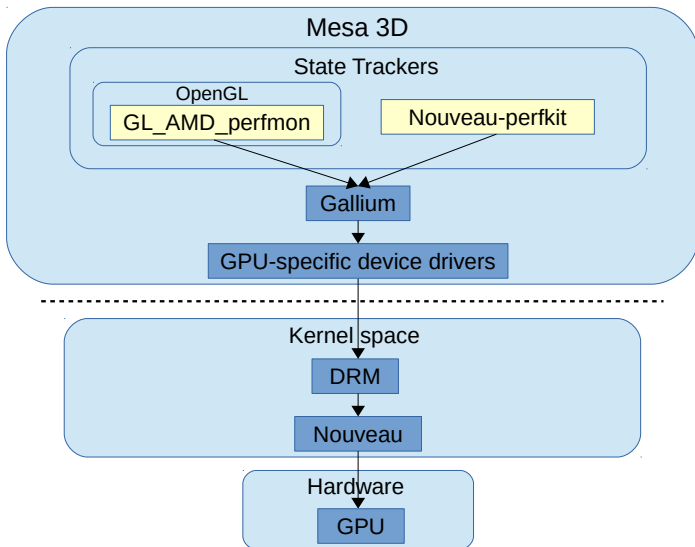 Mesa 3D
State Trackers
OpenGL
GL_AMD_perfmon
Nouveau-perfkit
Gallium
GPU-specific device drivers
Kernel space
DRM
Nouveau
Hardware
GPU